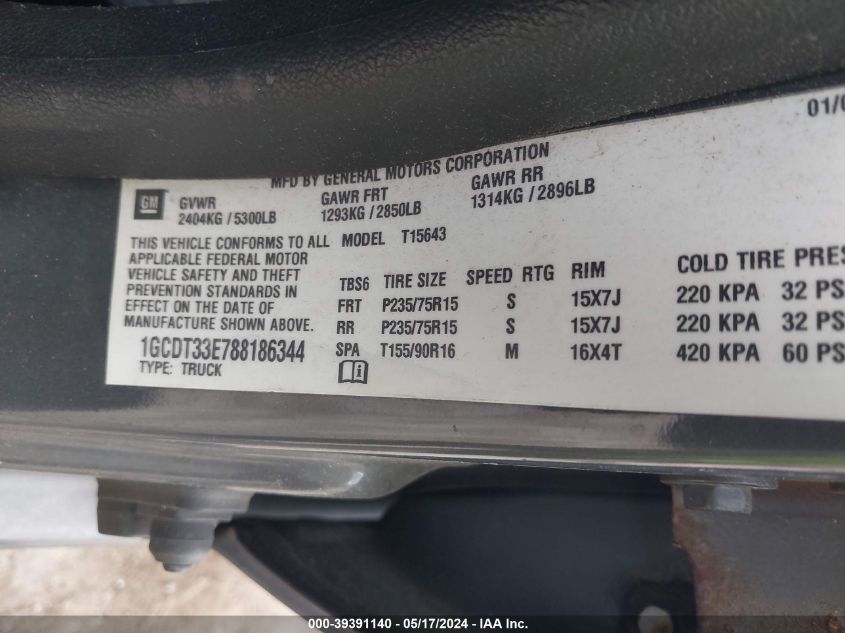 01/0
MFD BY GENERAL MOTORS CORPORATION
GM
GVWR GAWR FRT GAWR RR
2404KG / 5300LB 1293KG / 2850LB 1314KG / 2896LB
THIS VEHICLE CONFORMS TO ALL MODEL T15643
APPLICABLE FEDERAL MOTOR
VEHICLE SAFETY AND THEFT
PREVENTION STANDARDS IN
EFFECT ON THE DATE OF
MANUFACTURE SHOWN ABOVE.
1GCDT33E788186344
TYPE: TRUCK
TBS6 TIRE SIZE SPEED RTG RIM COLD TIRE PRES
FRT P235/75R15 S 15X7J 220 KPA 32 PS
RR P235/75R15 S 15X7J 220 KPA 32 PS
SPA T155/90R16 M 16X4T 420 KPA 60 PS
000-39391140 - 05/17/2024 - IAA Inc.